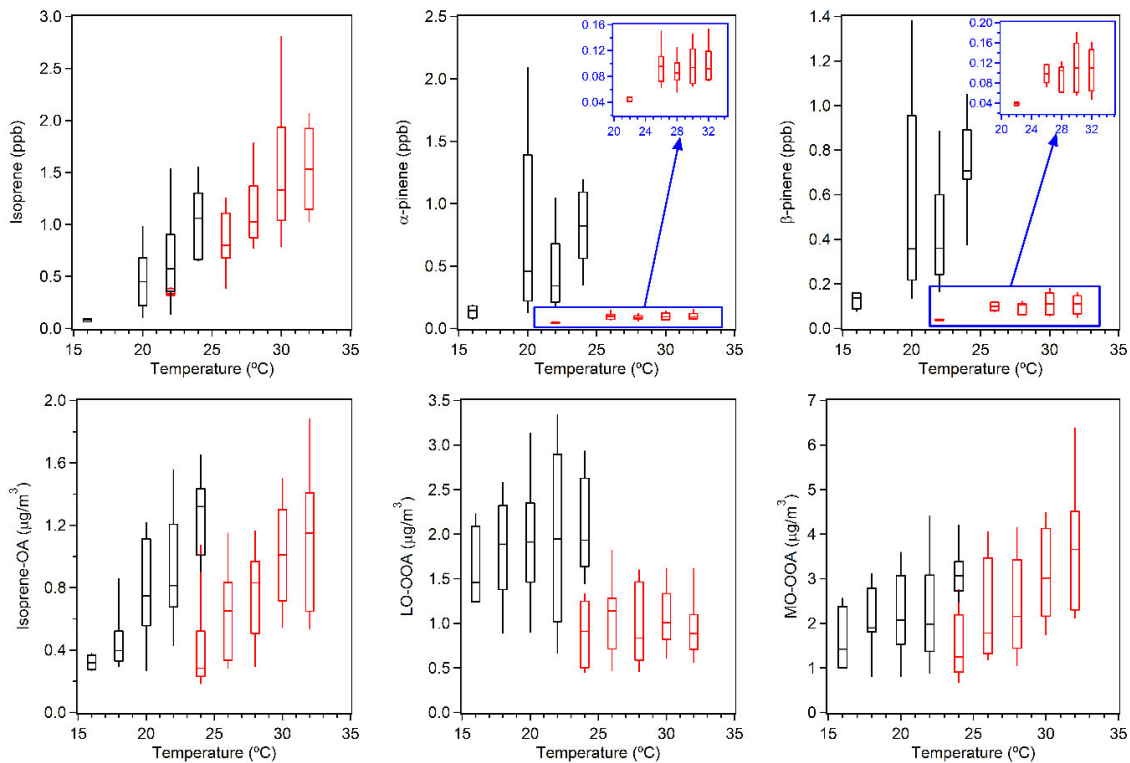 Isoprene (ppb)
3.0
2.5
2.0
1.5
1.0
0.5
0.0
15 20 25 30 35
Temperature (ºC)
α-pinene (ppb)
2.5
2.0
1.5
1.0
0.5
0.0
15 20 25 30 35
Temperature (ºC)
0.16
0.12
0.08
0.04
20 24 28 32
β-pinene (ppb)
1.4
1.2
1.0
0.8
0.6
0.4
0.2
0.0
15 20 25 30 35
Temperature (ºC)
0.20
0.16
0.12
0.08
0.04
20 24 28 32
Isoprene-OA (μg/m³)
2.0
1.6
1.2
0.8
0.4
0.0
15 20 25 30 35
Temperature (ºC)
LO-OOA (μg/m³)
3.5
3.0
2.5
2.0
1.5
1.0
0.5
0.0
15 20 25 30 35
Temperature (ºC)
MO-OOA (μg/m³)
7
6
5
4
3
2
1
0
15 20 25 30 35
Temperature (ºC)